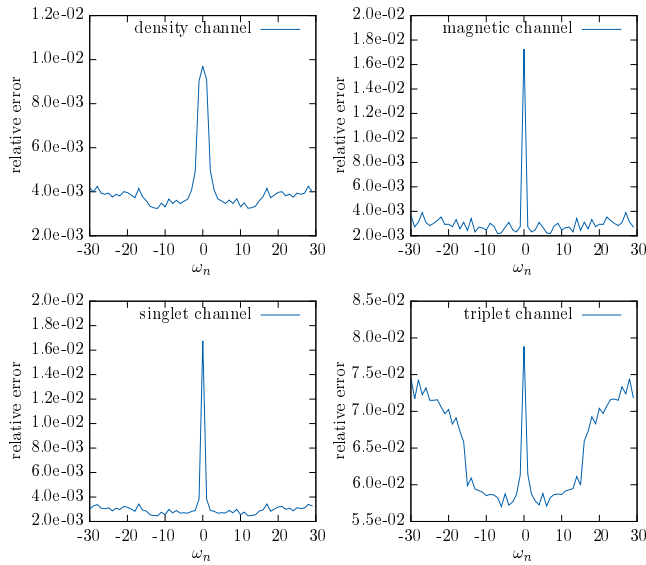 density channel
1.2e-02
1.0e-02
8.0e-03
6.0e-03
4.0e-03
2.0e-03
relative error
-30 -20 -10 0 10 20 30
ωn
magnetic channel
2.0e-02
1.8e-02
1.6e-02
1.4e-02
1.2e-02
1.0e-02
8.0e-03
6.0e-03
4.0e-03
2.0e-03
relative error
-30 -20 -10 0 10 20 30
ωn
singlet channel
2.0e-02
1.8e-02
1.6e-02
1.4e-02
1.2e-02
1.0e-02
8.0e-03
6.0e-03
4.0e-03
2.0e-03
relative error
-30 -20 -10 0 10 20 30
ωn
triplet channel
8.5e-02
8.0e-02
7.5e-02
7.0e-02
6.5e-02
6.0e-02
5.5e-02
relative error
-30 -20 -10 0 10 20 30
ωn